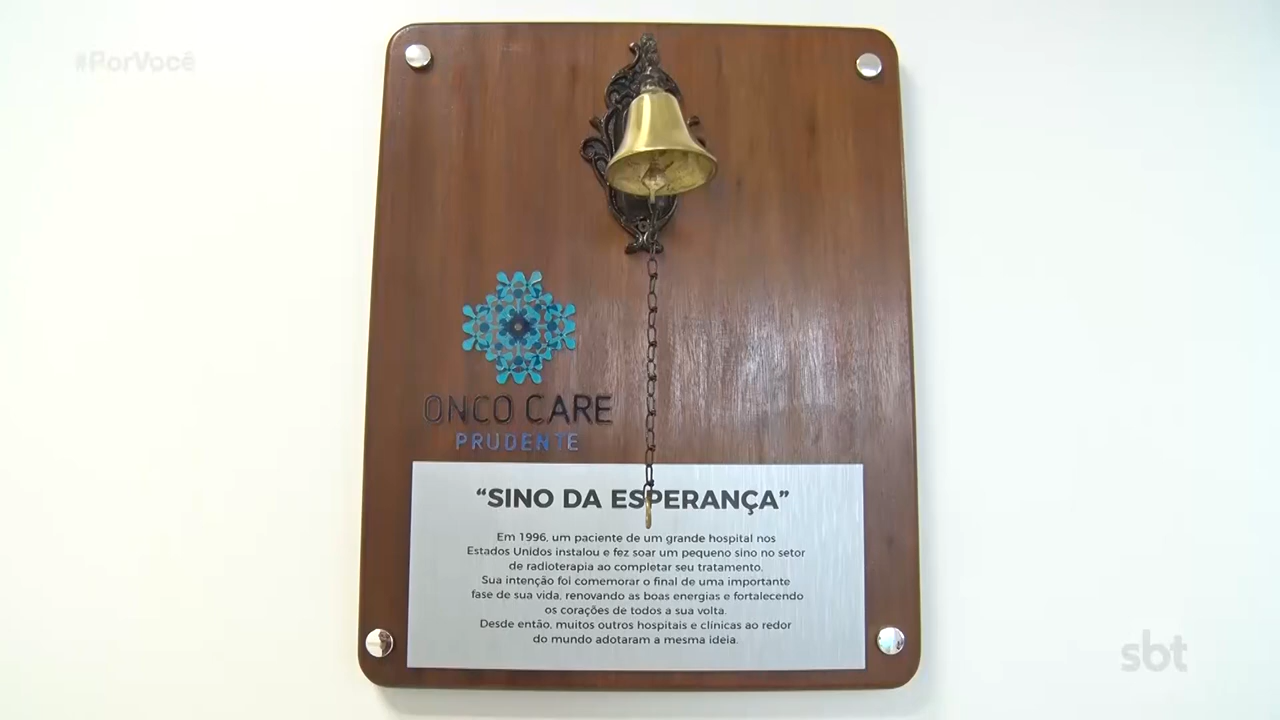 #PorVocê
ONCO CARE
PRUDENTE
“SINO DA ESPERANÇA”
Em 1996, um paciente de um grande hospital nos
Estados Unidos instalou e fez soar um pequeno sino no setor
de radioterapia ao completar seu tratamento.
Sua intenção foi comemorar o final de uma importante
fase de sua vida, renovando as boas energias e fortalecendo
os corações de todos a sua volta.
Desde então, muitos outros hospitais e clínicas ao redor
do mundo adotaram a mesma ideia.
sbt